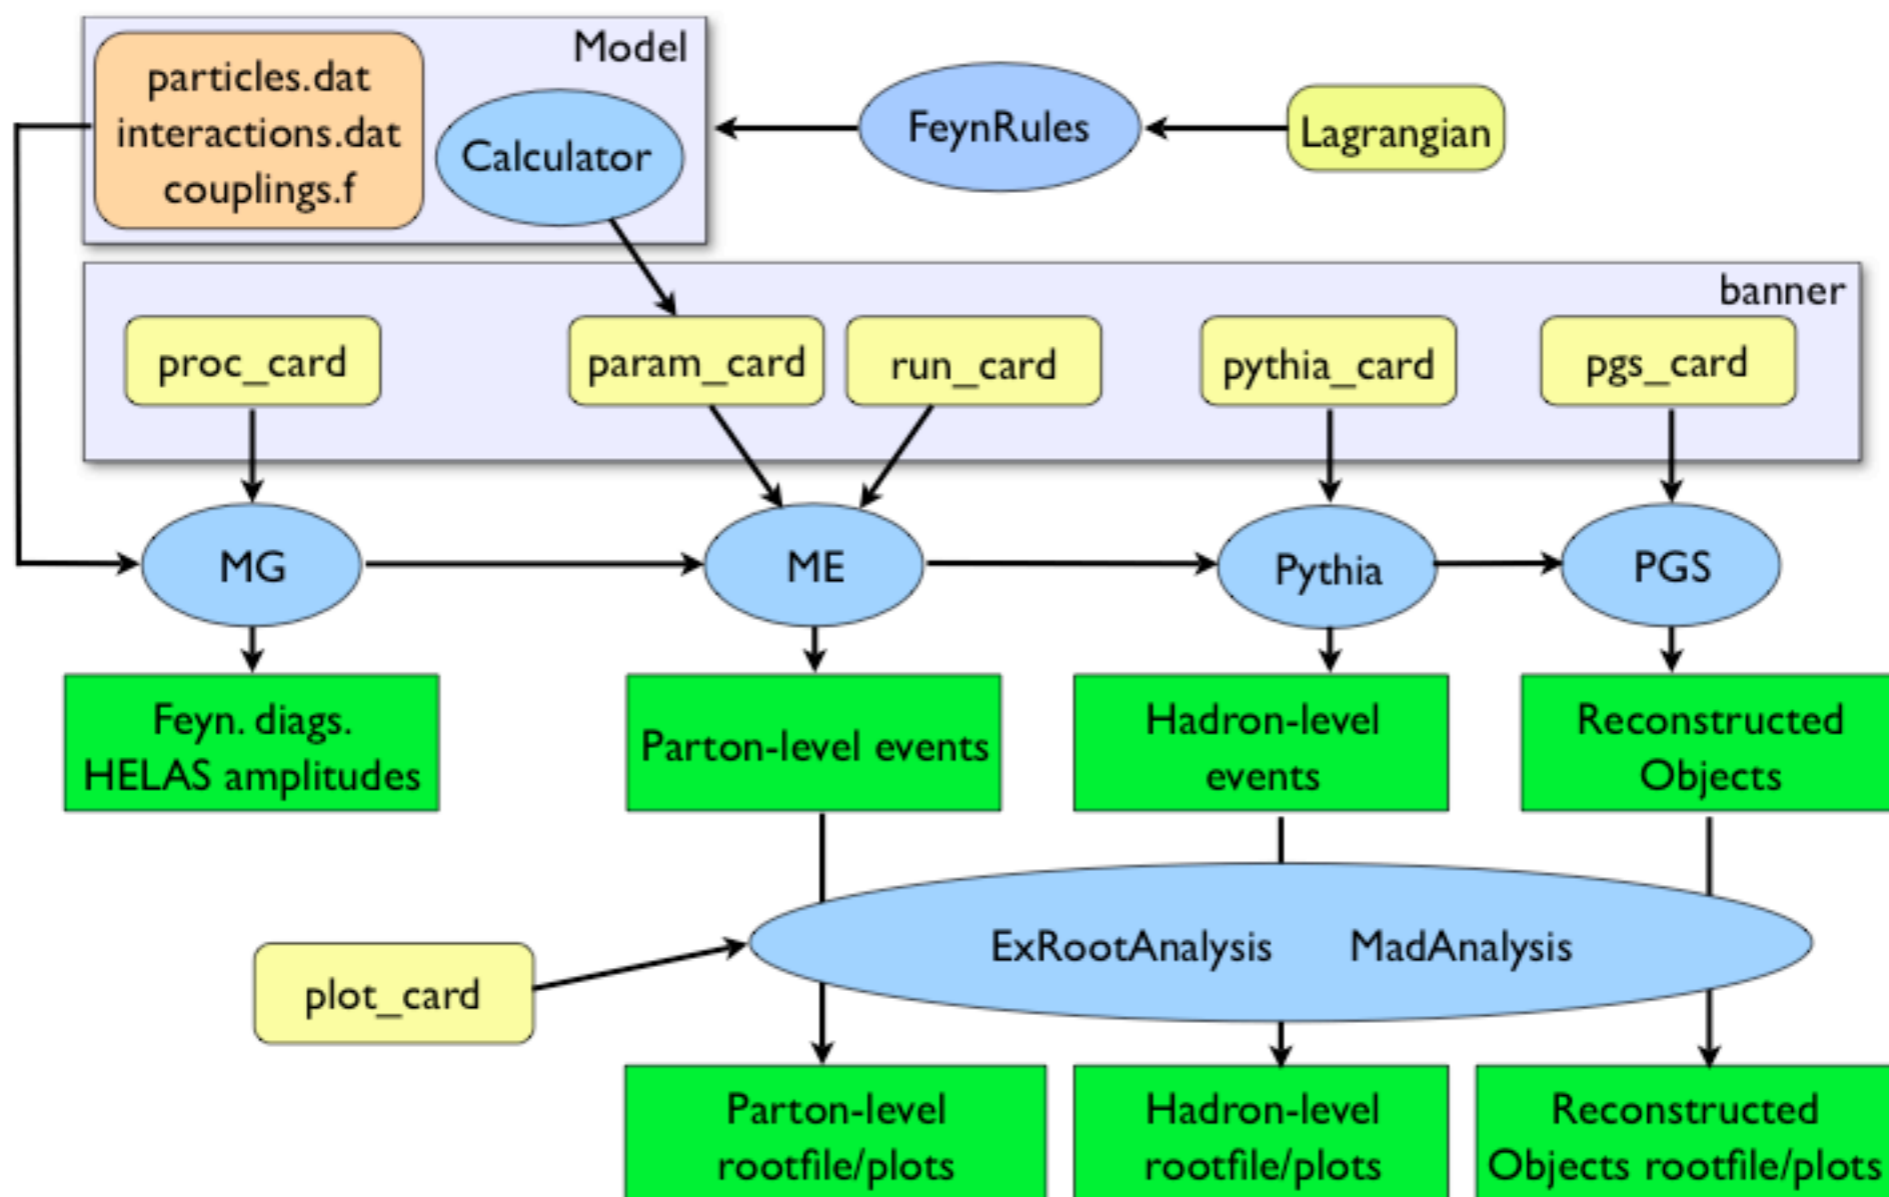 Model
particles.dat
interactions.dat
couplings.f
Calculator
FeynRules
Lagrangian
banner
proc_card
param_card
run_card
pythia_card
pgs_card
MG
ME
Pythia
PGS
Feyn. diags.
HELAS amplitudes
Parton-level events
Hadron-level
events
Reconstructed
Objects
ExRootAnalysis MadAnalysis
plot_card
Parton-level
rootfile/plots
Hadron-level
rootfile/plots
Reconstructed
Objects rootfile/plots